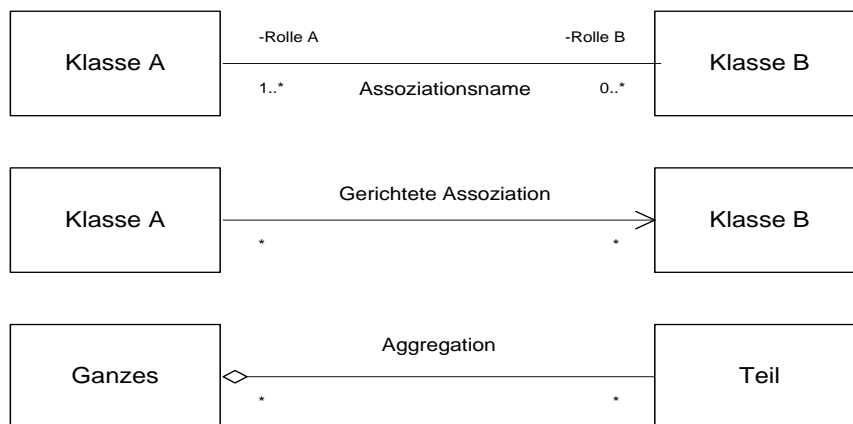 -Rolle A
-Rolle B
Klasse A
Klasse B
1..*
Assoziationsname
0..*
Gerichtete Assoziation
Klasse A
Klasse B
*
*
Aggregation
Ganzes
Teil
*
*